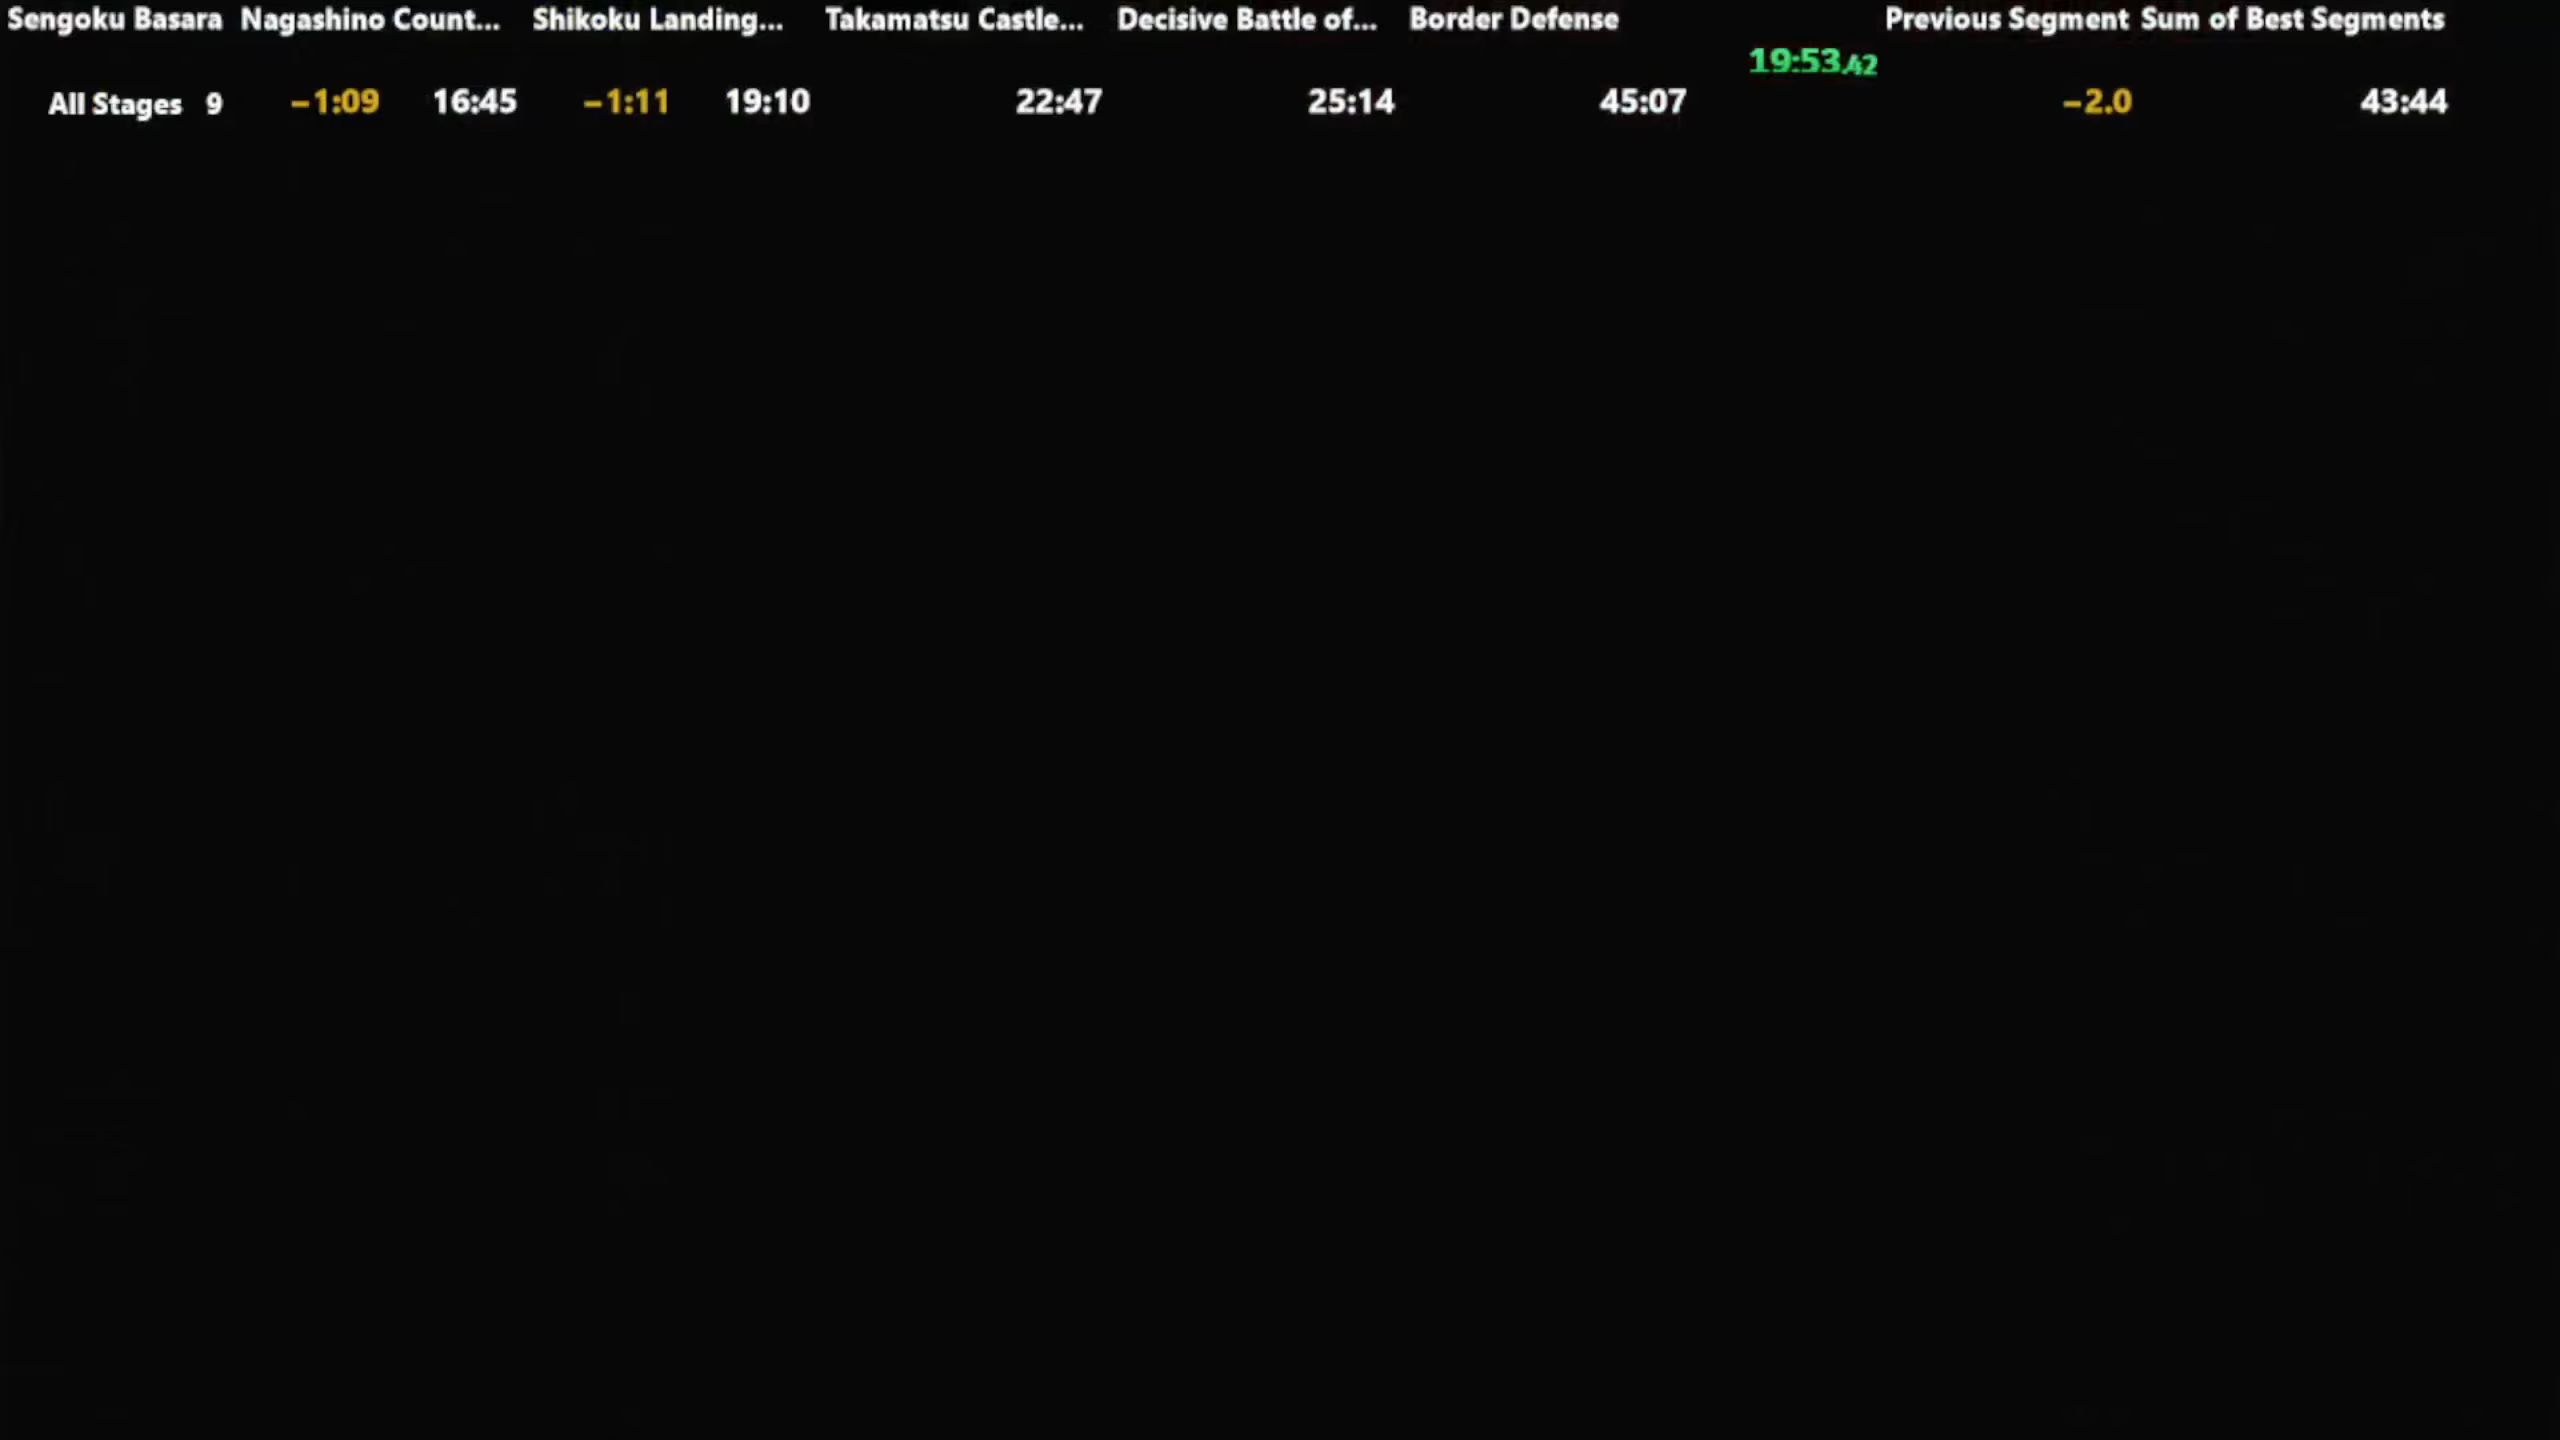 Sengoku Basara Nagashino Count... Shikoku Landing... Takamatsu Castle... Decisive Battle of... Border Defense Previous Segment Sum of Best Segments
19:53.42
All Stages 9 −1:09 16:45 −1:11 19:10 22:47 25:14 45:07 −2.0 43:44